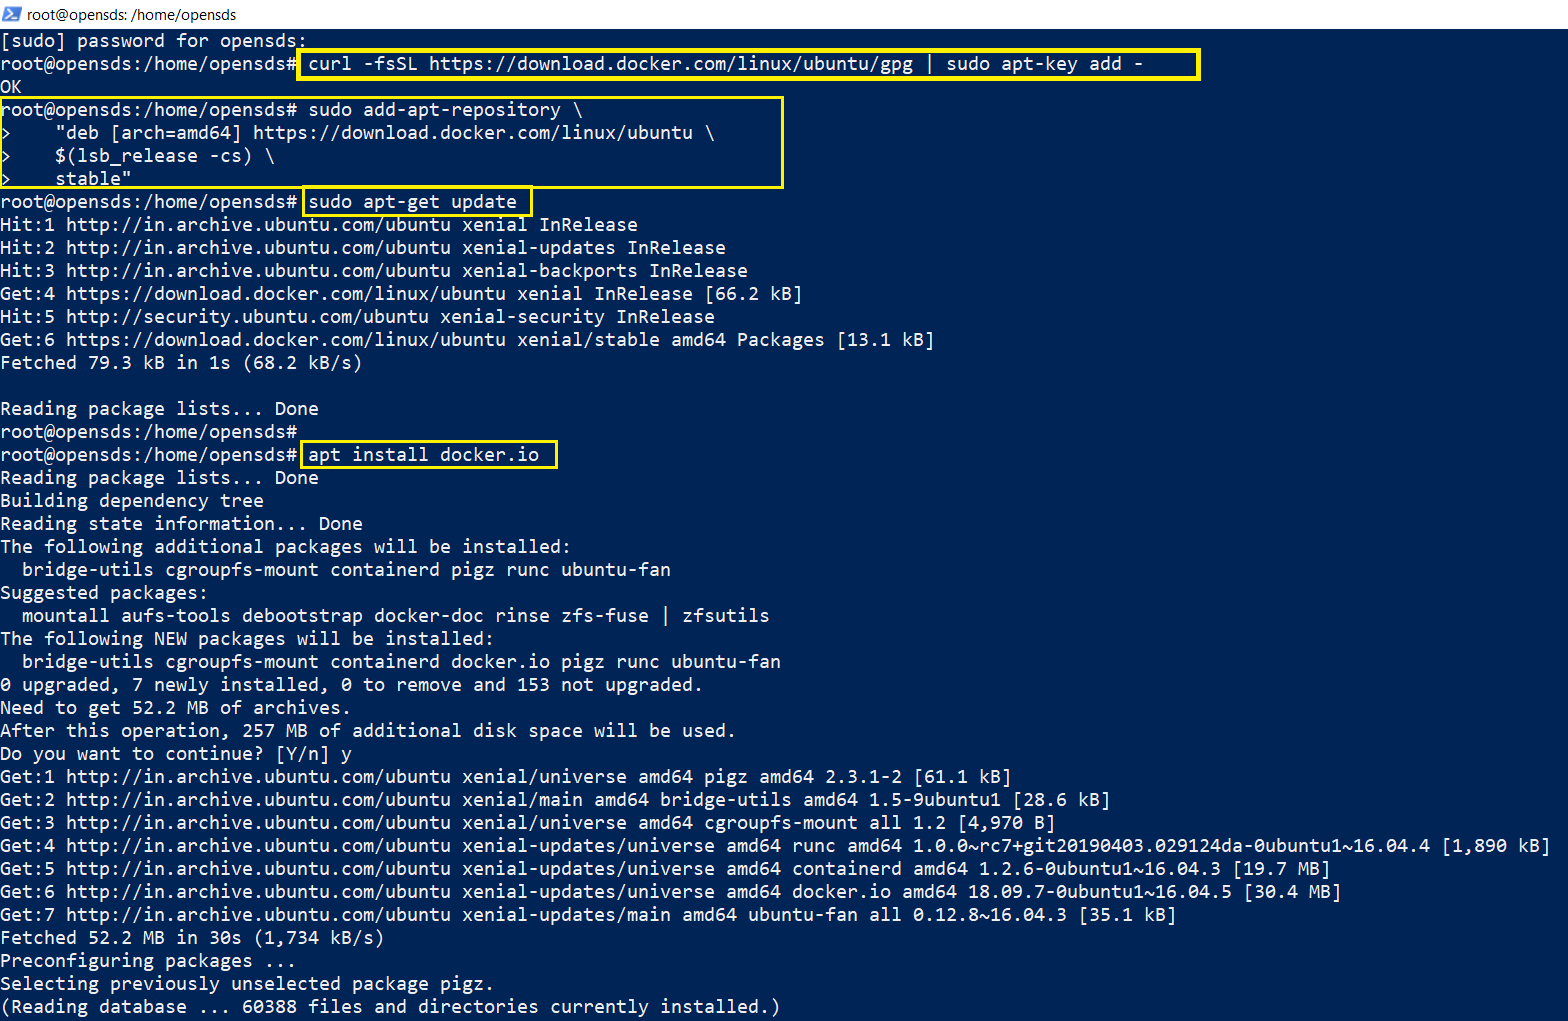 root@opensds: /home/opensds
[sudo] password for opensds:
root@opensds:/home/opensds# curl -fsSL https://download.docker.com/linux/ubuntu/gpg | sudo apt-key add -
OK
root@opensds:/home/opensds# sudo add-apt-repository \
>    "deb [arch=amd64] https://download.docker.com/linux/ubuntu \
>    $(lsb_release -cs) \
>    stable"
root@opensds:/home/opensds# sudo apt-get update
Hit:1 http://in.archive.ubuntu.com/ubuntu xenial InRelease
Hit:2 http://in.archive.ubuntu.com/ubuntu xenial-updates InRelease
Hit:3 http://in.archive.ubuntu.com/ubuntu xenial-backports InRelease
Get:4 https://download.docker.com/linux/ubuntu xenial InRelease [66.2 kB]
Hit:5 http://security.ubuntu.com/ubuntu xenial-security InRelease
Get:6 https://download.docker.com/linux/ubuntu xenial/stable amd64 Packages [13.1 kB]
Fetched 79.3 kB in 1s (68.2 kB/s)
Reading package lists... Done
root@opensds:/home/opensds#
root@opensds:/home/opensds# apt install docker.io
Reading package lists... Done
Building dependency tree
Reading state information... Done
The following additional packages will be installed:
  bridge-utils cgroupfs-mount containerd pigz runc ubuntu-fan
Suggested packages:
  mountall aufs-tools debootstrap docker-doc rinse zfs-fuse | zfsutils
The following NEW packages will be installed:
  bridge-utils cgroupfs-mount containerd docker.io pigz runc ubuntu-fan
0 upgraded, 7 newly installed, 0 to remove and 153 not upgraded.
Need to get 52.2 MB of archives.
After this operation, 257 MB of additional disk space will be used.
Do you want to continue? [Y/n] y
Get:1 http://in.archive.ubuntu.com/ubuntu xenial/universe amd64 pigz amd64 2.3.1-2 [61.1 kB]
Get:2 http://in.archive.ubuntu.com/ubuntu xenial/main amd64 bridge-utils amd64 1.5-9ubuntu1 [28.6 kB]
Get:3 http://in.archive.ubuntu.com/ubuntu xenial/universe amd64 cgroupfs-mount all 1.2 [4,970 B]
Get:4 http://in.archive.ubuntu.com/ubuntu xenial-updates/universe amd64 runc amd64 1.0.0~rc7+git20190403.029124da-0ubuntu1~16.04.4 [1,890 kB]
Get:5 http://in.archive.ubuntu.com/ubuntu xenial-updates/universe amd64 containerd amd64 1.2.6-0ubuntu1~16.04.3 [19.7 MB]
Get:6 http://in.archive.ubuntu.com/ubuntu xenial-updates/universe amd64 docker.io amd64 18.09.7-0ubuntu1~16.04.5 [30.4 MB]
Get:7 http://in.archive.ubuntu.com/ubuntu xenial-updates/main amd64 ubuntu-fan all 0.12.8~16.04.3 [35.1 kB]
Fetched 52.2 MB in 30s (1,734 kB/s)
Preconfiguring packages ...
Selecting previously unselected package pigz.
(Reading database ... 60388 files and directories currently installed.)